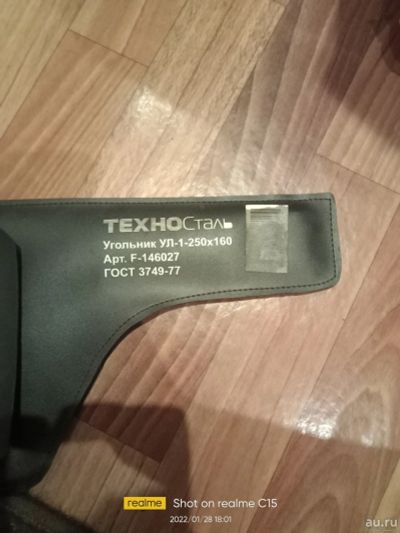 ТЕХНОСталь
Угольник УЛ-1-250х160
Арт. F-146027
ГОСТ 3749-77
realme Shot on realme C15
2022/01/28 18:01
au.ru